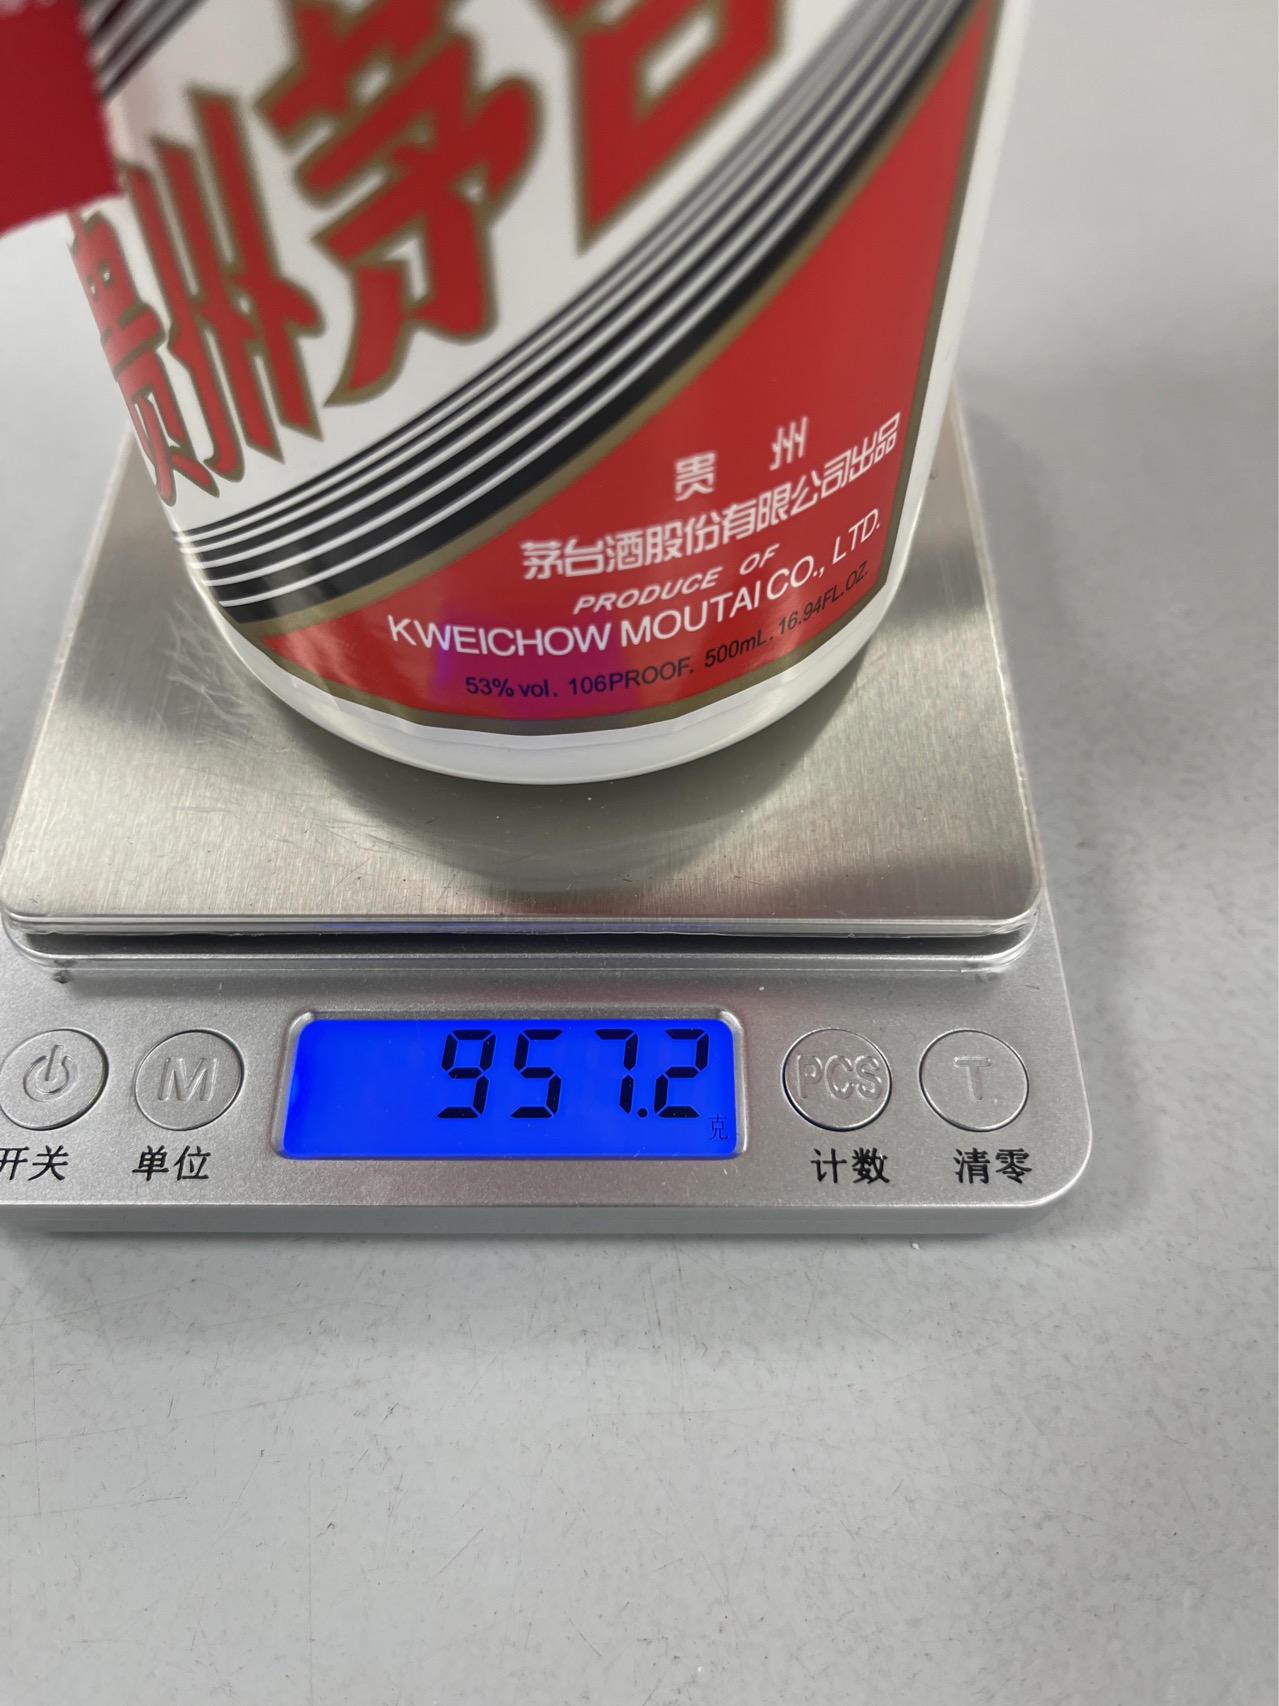 贵州茅台
贵 州
茅台酒股份有限公司出品
PRODUCE OF
KWEICHOW MOUTAI CO., LTD.
53% vol. 106PROOF. 500mL. 16.94FL.OZ.
957.2
克
M
PCS
T
开关
单位
计数
清零